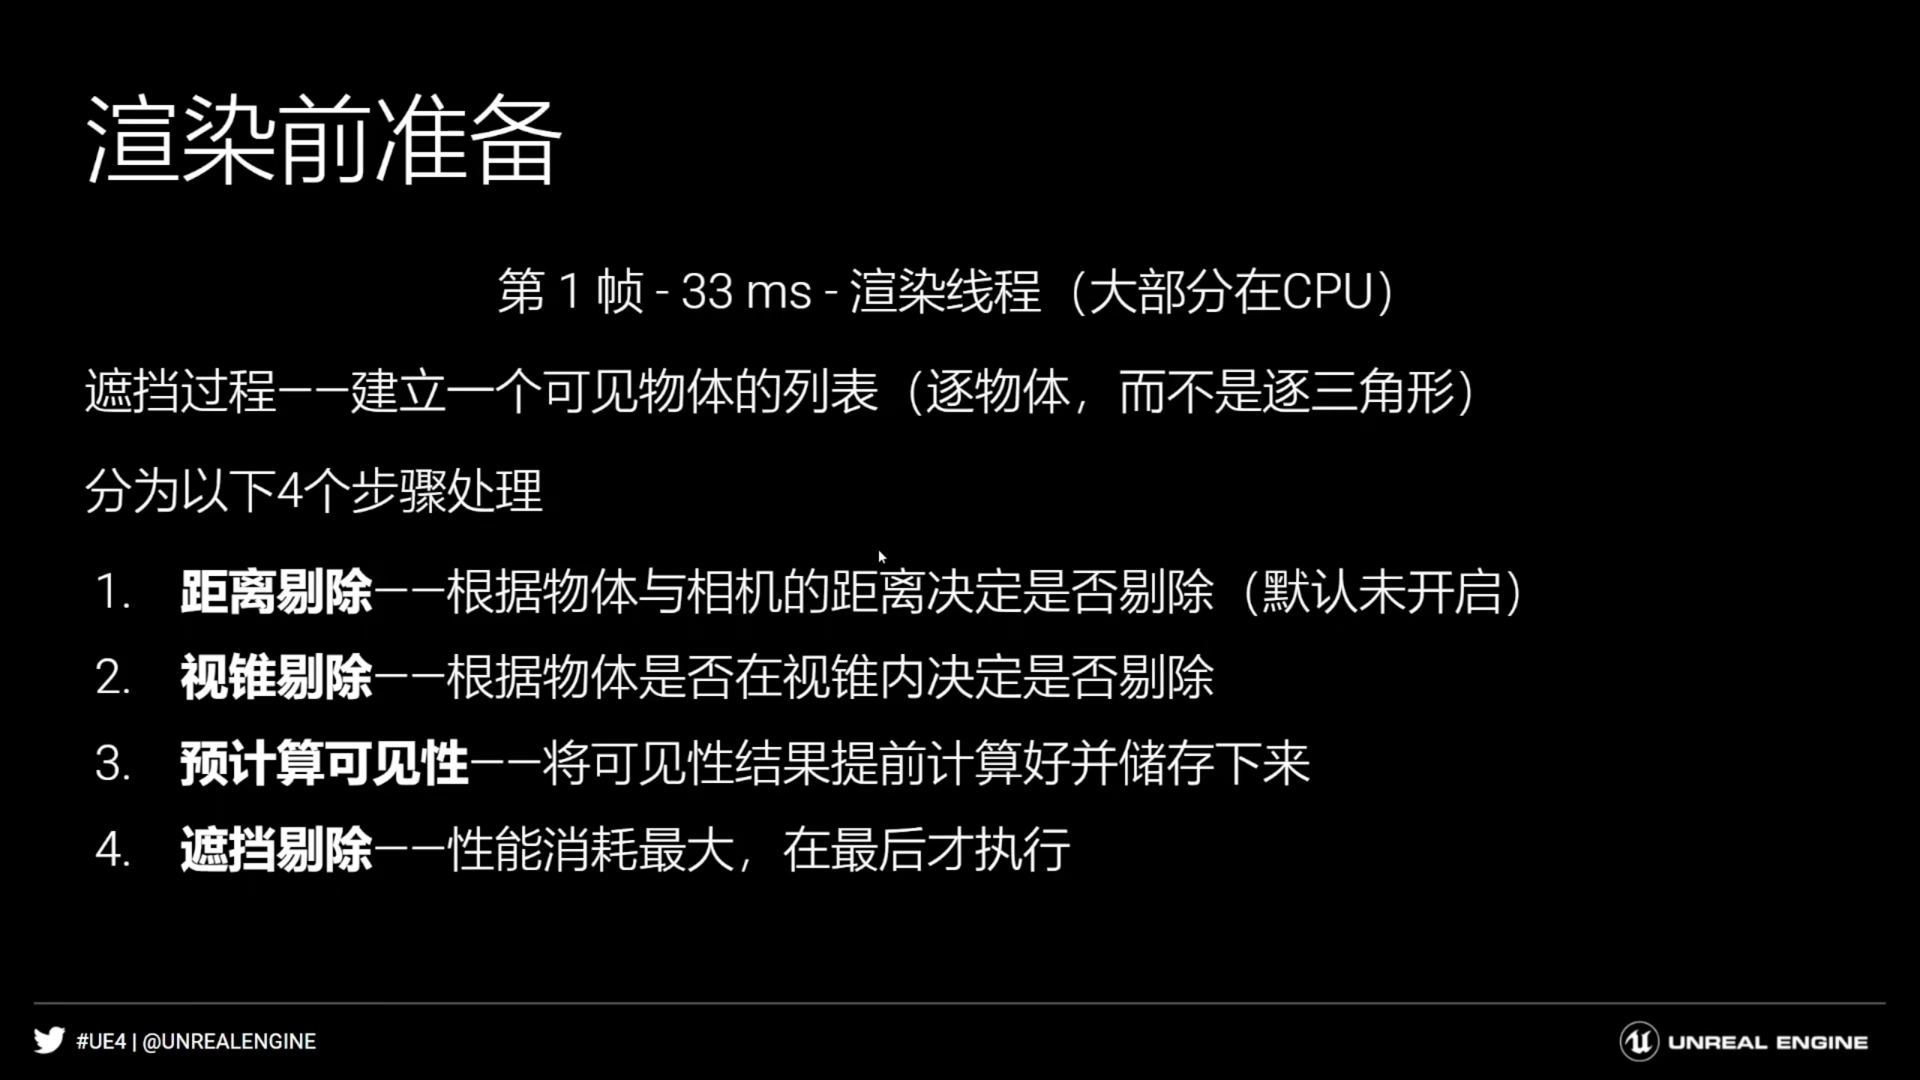 渲染前准备
第 1 帧 - 33 ms - 渲染线程（大部分在CPU）
遮挡过程——建立一个可见物体的列表（逐物体，而不是逐三角形）
分为以下4个步骤处理
1. 距离剔除——根据物体与相机的距离决定是否剔除（默认未开启）
2. 视锥剔除——根据物体是否在视锥内决定是否剔除
3. 预计算可见性——将可见性结果提前计算好并储存下来
4. 遮挡剔除——性能消耗最大，在最后才执行
#UE4 | @UNREALENGINE
UNREAL ENGINE